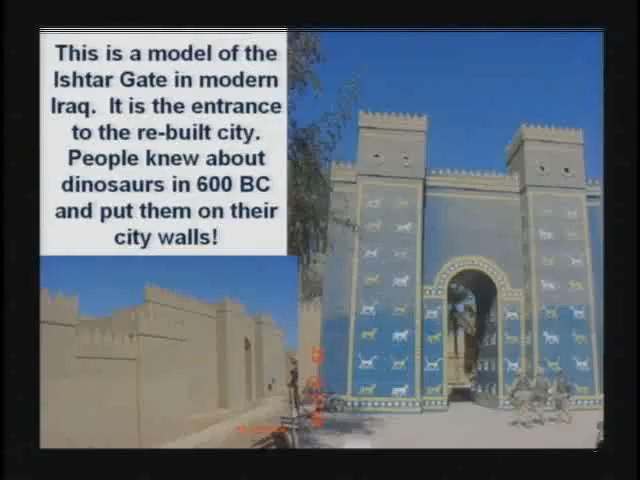 This is a model of the
Ishtar Gate in modern
Iraq.  It is the entrance
to the re-built city.
People knew about
dinosaurs in 600 BC
and put them on their
city walls!